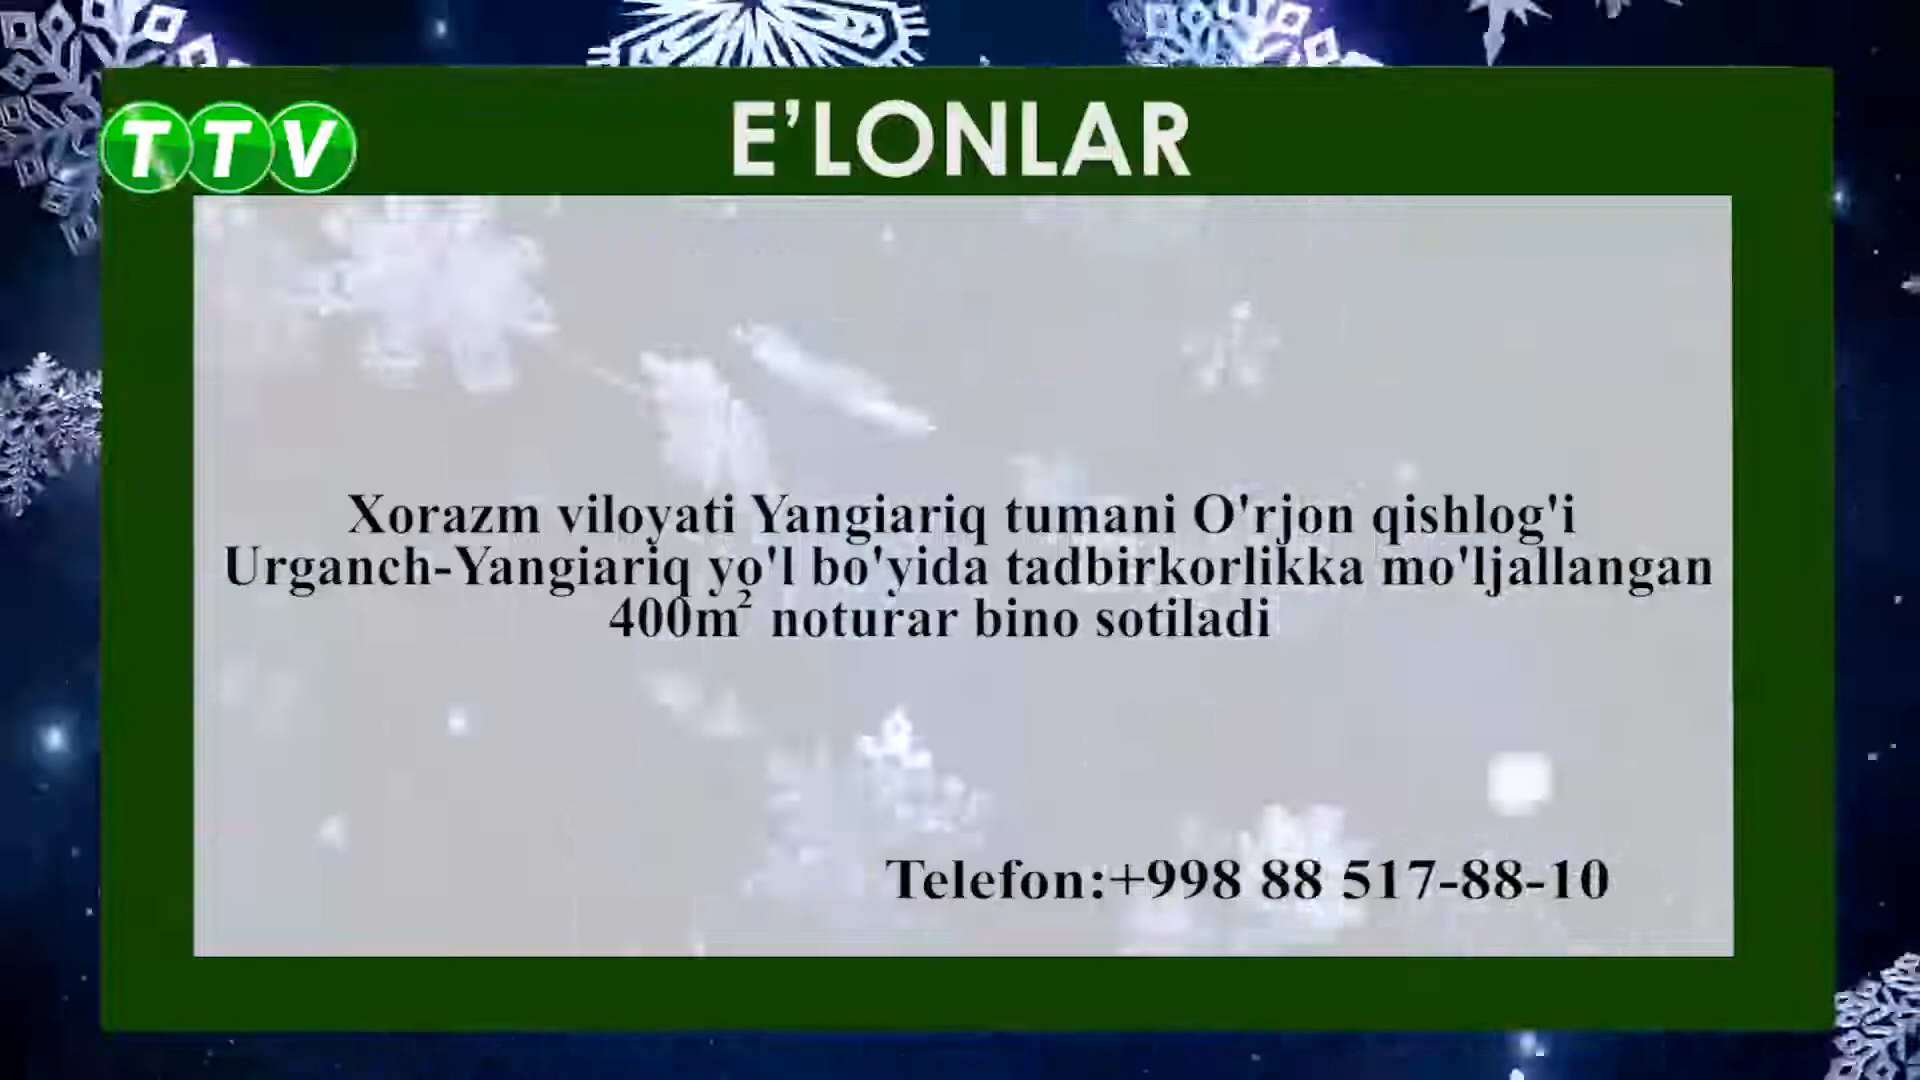 TTV
E’LONLAR
Xorazm viloyati Yangiariq tumani O'rjon qishlog'i
Urganch-Yangiariq yo'l bo'yida tadbirkorlikka mo'ljallangan
400m² noturar bino sotiladi
Telefon:+998 88 517-88-10